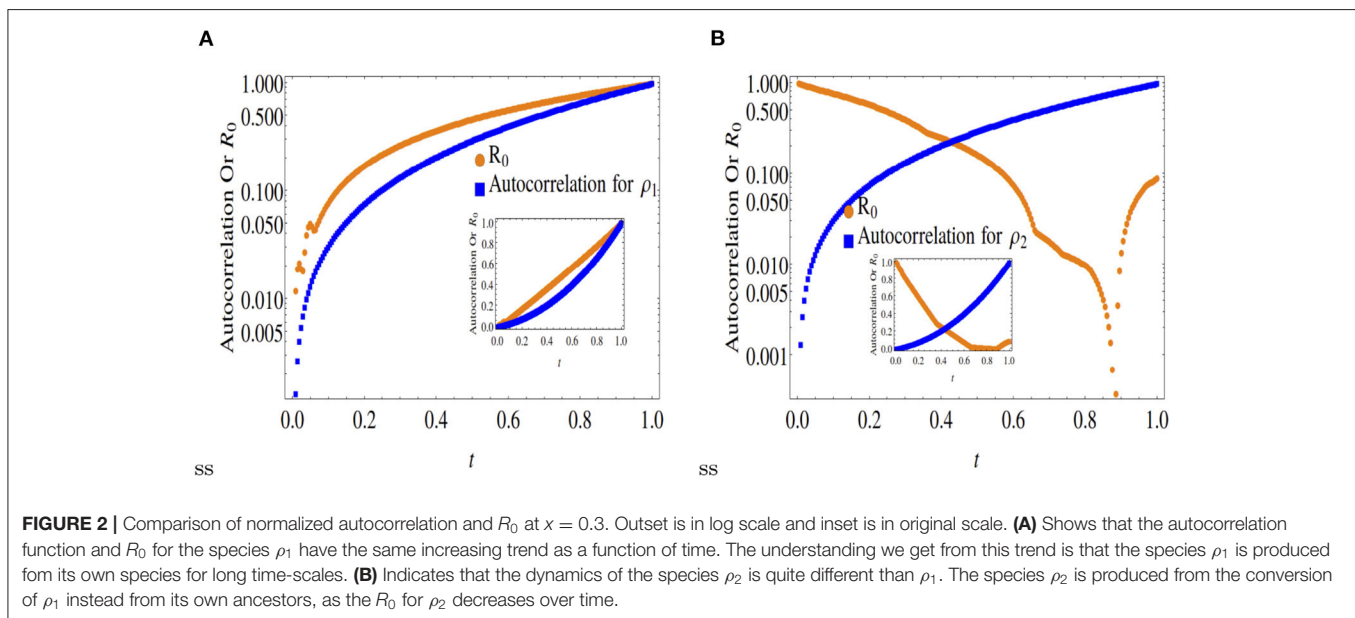 A
Autocorrelation Or R0
1.000
0.500
0.100
0.050
0.010
0.005
R0
Autocorrelation for ρ1
Autocorrelation Or R0
1.0
0.8
0.6
0.4
0.2
0.0
0.0 0.2 0.4 0.6 0.8 1.0
t
0.0 0.2 0.4 0.6 0.8 1.0
t
ss
B
Autocorrelation Or R0
1.000
0.500
0.100
0.050
0.010
0.005
0.001
R0
Autocorrelation for ρ2
Autocorrelation Or R0
1.0
0.8
0.6
0.4
0.2
0.0
0.0 0.2 0.4 0.6 0.8 1.0
t
0.0 0.2 0.4 0.6 0.8 1.0
t
ss
FIGURE 2 | Comparison of normalized autocorrelation and R0 at x = 0.3. Outset is in log scale and inset is in original scale. (A) Shows that the autocorrelation
function and R0 for the species ρ1 have the same increasing trend as a function of time. The understanding we get from this trend is that the species ρ1 is produced
fom its own species for long time-scales. (B) Indicates that the dynamics of the species ρ2 is quite different than ρ1. The species ρ2 is produced from the conversion
of ρ1 instead from its own ancestors, as the R0 for ρ2 decreases over time.